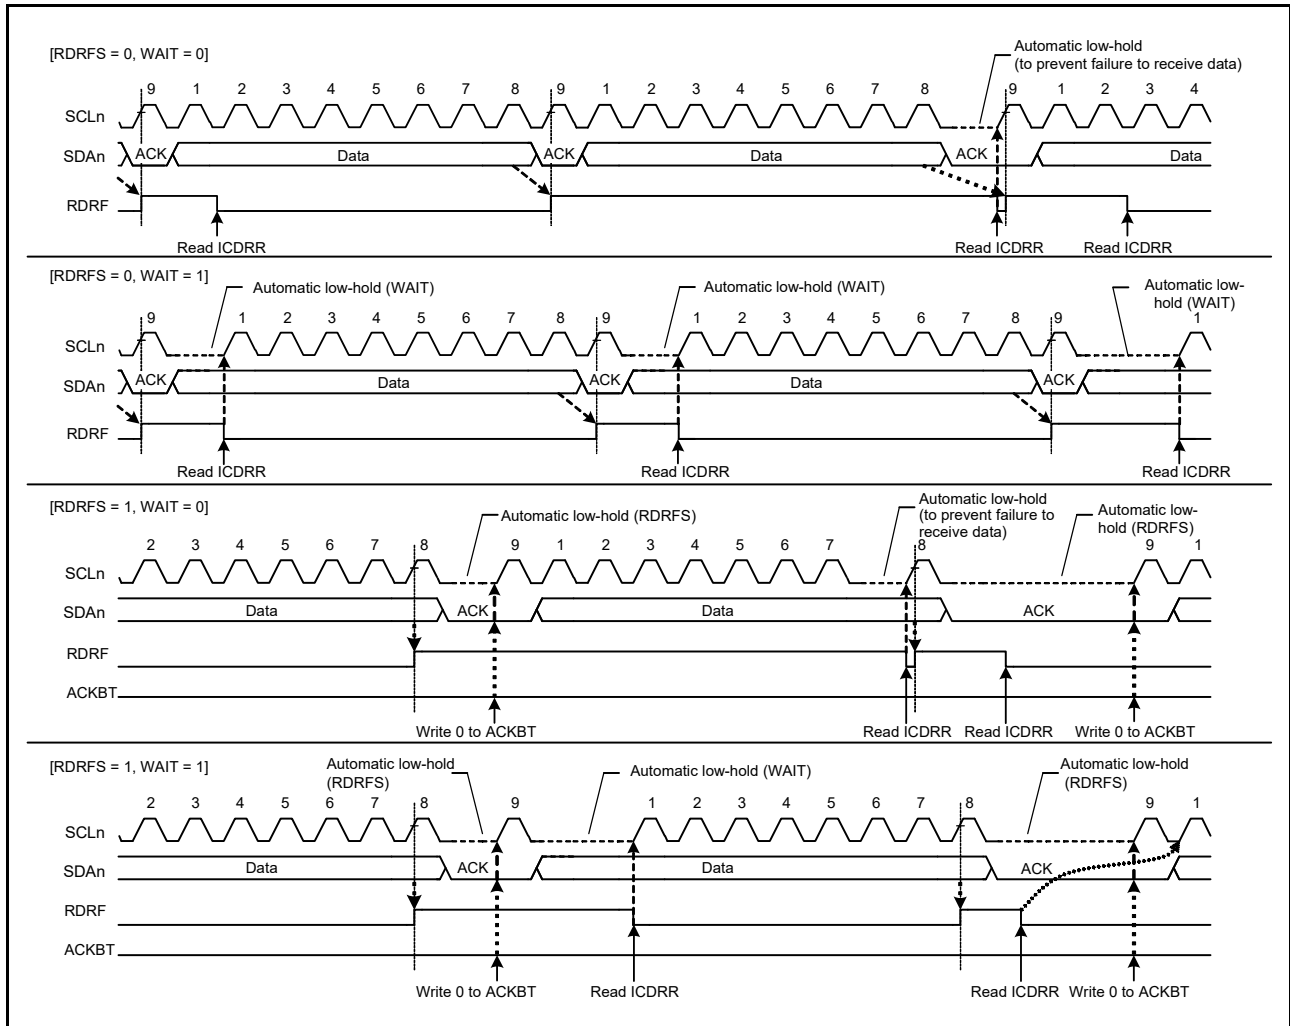 [RDRFS = 0, WAIT = 0]
Automatic low-hold
(to prevent failure to receive data)
9 1 2 3 4 5 6 7 8 9 1 2 3 4 5 6 7 8 9 1 2 3 4
SCLn
SDAn ACK Data ACK Data ACK Data
RDRF
Read ICDRR Read ICDRR Read ICDRR
[RDRFS = 0, WAIT = 1]
Automatic low-hold (WAIT) Automatic low-hold (WAIT) Automatic low-
hold (WAIT)
9 1 2 3 4 5 6 7 8 9 1 2 3 4 5 6 7 8 9 1
SCLn
SDAn ACK Data ACK Data ACK
RDRF
Read ICDRR Read ICDRR Read ICDRR
[RDRFS = 1, WAIT = 0]
Automatic low-hold (RDRFS)
Automatic low-hold
(to prevent failure to
receive data)
Automatic low-
hold (RDRFS)
2 3 4 5 6 7 8 9 1 2 3 4 5 6 7 8 9 1
SCLn
SDAn Data ACK Data ACK
RDRF
ACKBT
Write 0 to ACKBT Read ICDRR Read ICDRR Write 0 to ACKBT
[RDRFS = 1, WAIT = 1]
Automatic low-hold
(RDRFS)
Automatic low-hold (WAIT)
Automatic low-hold
(RDRFS)
2 3 4 5 6 7 8 9 1 2 3 4 5 6 7 8 9 1
SCLn
SDAn Data ACK Data ACK
RDRF
ACKBT
Write 0 to ACKBT Read ICDRR Read ICDRR Write 0 to ACKBT